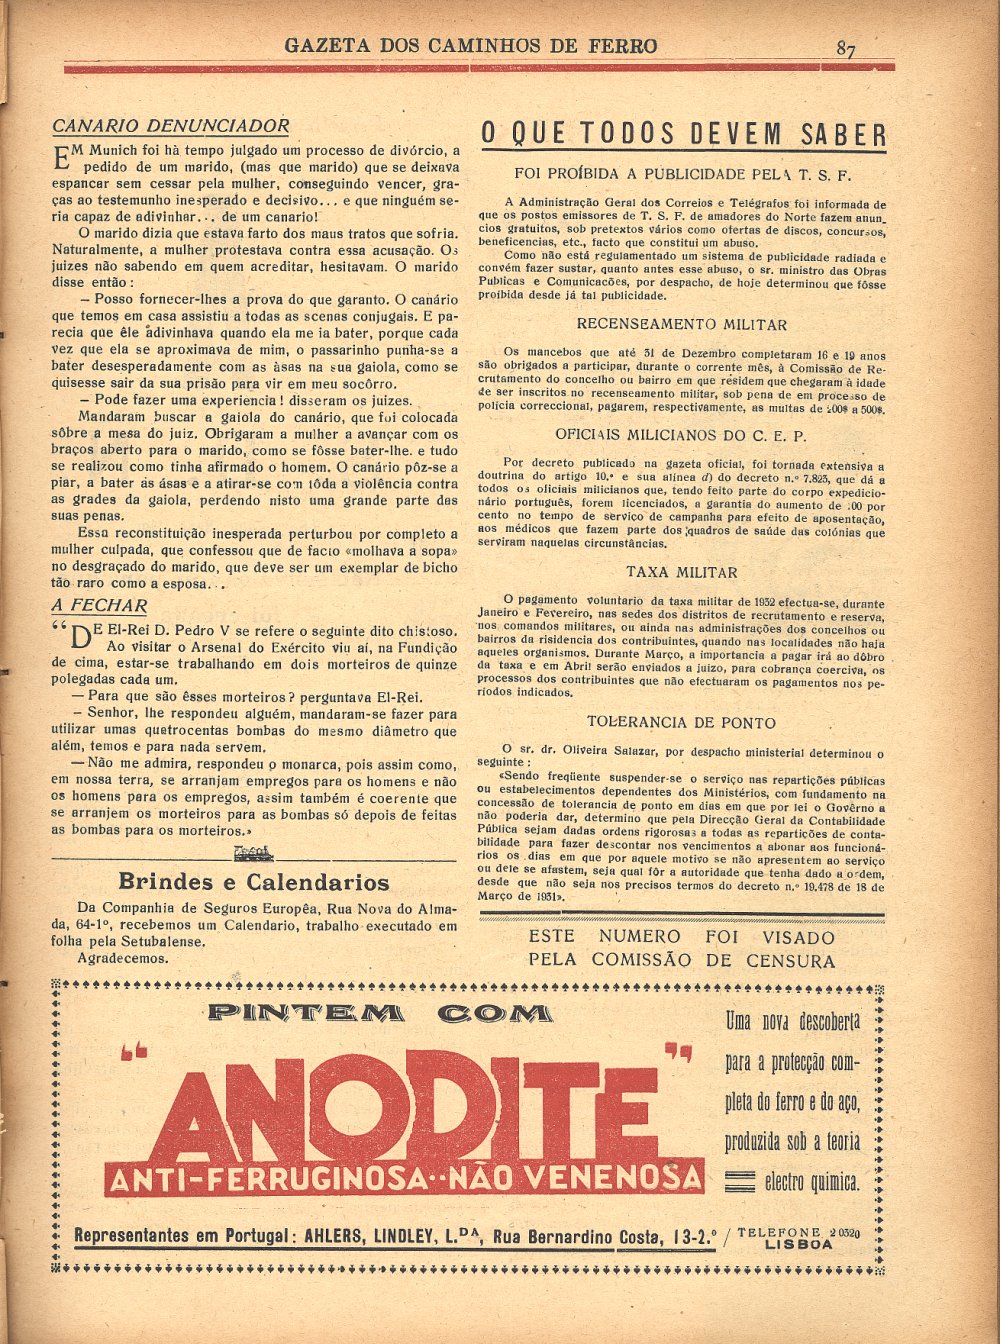 GAZETA DOS CAMINHOS DE FERRO
87
CANARIO DENUNCIADOR
EM Munich foi hà tempo julgado um processo de divórcio, a
pedido de um marido, (mas que marido) que se deixava
espancar sem cessar pela mulher, conseguindo vencer, gra-
ças ao testemunho inesperado e decisivo... e que ninguém se-
ria capaz de adivinhar... de um canario!
O marido dizia que estava farto dos maus tratos que sofria.
Naturalmente, a mulher protestava contra essa acusação. Os
juizes não sabendo em quem acreditar, hesitavam. O marido
disse então:
— Posso fornecer-lhes a prova do que garanto. O canário
que temos em casa assistiu a todas as scenas conjugais. E pa-
recia que êle adivinhava quando ela me ia bater, porque cada
vez que ela se aproximava de mim, o passarinho punha-se a
bater desesperadamente com as àsas na sua gaiola, como se
quisesse sair da sua prisão para vir em meu socôrro.
— Pode fazer uma experiencia! disseram os juizes.
Mandaram buscar a gaiola do canário, que foi colocada
sôbre a mesa do juiz. Obrigaram a mulher a avançar com os
braços aberto para o marido, como se fôsse bater-lhe. e tudo
se realizou como tinha afirmado o homem. O canário pôz-se a
piar, a bater ás ásas e a atirar-se com tôda a violência contra
as grades da gaiola, perdendo nisto uma grande parte das
suas penas.
Essa reconstituição inesperada perturbou por completo a
mulher culpada, que confessou que de facto «molhava a sopa»
no desgraçado do marido, que deve ser um exemplar de bicho
tão raro como a esposa...
A FECHAR
“DE El-Rei D. Pedro V se refere o seguinte dito chistoso.
Ao visitar o Arsenal do Exército viu aí, na Fundição
de cima, estar-se trabalhando em dois morteiros de quinze
polegadas cada um.
— Para que são êsses morteiros? perguntava El-Rei.
— Senhor, lhe respondeu alguém, mandaram-se fazer para
utilizar umas quatrocentas bombas do mesmo diâmetro que
além, temos e para nada servem.
— Não me admira, respondeu o monarca, pois assim como,
em nossa terra, se arranjam empregos para os homens e não
os homens para os empregos, assim também é coerente que
se arranjem os morteiros para as bombas só depois de feitas
as bombas para os morteiros.»
Brindes e Calendarios
Da Companhia de Seguros Européa, Rua Nova do Alma-
da, 64-1º, recebemos um Calendario, trabalho executado em
folha pela Setubalense.
Agradecemos.
O QUE TODOS DEVEM SABER
FOI PROÍBIDA A PUBLICIDADE PELA T. S. F.
A Administração Geral dos Correios e Telégrafos foi informada de
que os postos emissores de T. S. F. de amadores do Norte fazem anun-
cios gratuitos, sob pretextos vários como ofertas de discos, concursos,
beneficencias, etc., facto que constitui um abuso.
Como não está regulamentado um sistema de publicidade radiada e
convém fazer sustar, quanto antes esse abuso, o sr. ministro das Obras
Publicas e Comunicacões, por despacho, de hoje determinou que fôsse
proíbida desde já tal publicidade.
RECENSEAMENTO MILITAR
Os mancebos que até 31 de Dezembro completaram 16 e 19 anos
são obrigados a participar, durante o corrente mês, à Comissão de Re-
crutamento do concelho ou bairro em que résidem que chegaram à idade
de ser inscritos no recenseamento militar, sob pena de em processo de
polícia correccional, pagarem, respectivamente, as multas de 200$ a 500$.
OFICIAIS MILICIANOS DO C. E. P.
Por decreto publicado na gazeta oficial, foi tornada extensiva a
doutrina do artigo 10.º e sua alinea d) do decreto n.º 7.823, que dá a
todos os oficiais milicianos que, tendo feito parte do corpo expedicio-
nário português, forem licenciados, a garantia do aumento de 100 por
cento no tempo de serviço de campanha para efeito de aposentação,
aos médicos que fazem parte dos quadros de saúde das colónias que
serviram naquelas circunstâncias.
TAXA MILITAR
O pagamento voluntario da taxa militar de 1932 efectua-se, durante
Janeiro e Fevereiro, nas sedes dos distritos de recrutamento e reserva,
nos comandos militares, ou ainda nas administrações dos concelhos ou
bairros da risidencia dos contribuintes, quando nas localidades não haja
aqueles organismos. Durante Março, a importancia a pagar irá ao dôbro
da taxa e em Abril serão enviados a juizo, para cobrança coerciva, os
processos dos contribuintes que não efectuaram os pagamentos nos pe-
ríodos indicados.
TOLERANCIA DE PONTO
O sr. dr. Oliveira Salazar, por despacho ministerial determinou o
seguinte:
«Sendo freqüente suspender-se o serviço nas repartições públicas
ou estabelecimentos dependentes dos Ministérios, com fundamento na
concessão de tolerancia de ponto em dias em que por lei o Govêrno a
não poderia dar, determino que pela Direcção Geral da Contabilidade
Pública sejam dadas ordens rigorosas a todas as repartições de conta-
bilidade para fazer descontar nos vencimentos a abonar aos funcioná-
rios os dias em que por aquele motivo se não apresentem ao serviço
ou dele se afastem, seja qual fôr a autoridade que tenha dado a ordem,
desde que não seja nos precisos termos do decreto n.º 19.478 de 18 de
Março de 1931».
ESTE NUMERO FOI VISADO
PELA COMISSÃO DE CENSURA
PINTEM COM
“ANODITE”
ANTI-FERRUGINOSA··NÃO VENENOSA
Uma nova descoberta
para a protecção com-
pleta do ferro e do aço,
produzida sob a teoria
electro quimica.
Representantes em Portugal: AHLERS, LINDLEY, L.DA, Rua Bernardino Costa, 13-2.º / TELEFONE 20320
LISBOA